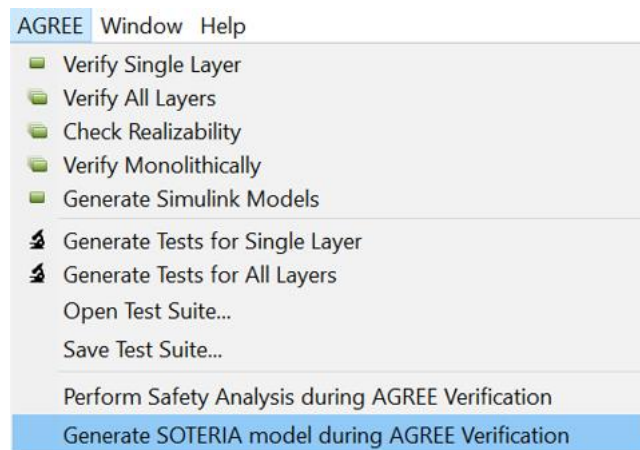 AGREE Window Help
Verify Single Layer
Verify All Layers
Check Realizability
Verify Monolithically
Generate Simulink Models
Generate Tests for Single Layer
Generate Tests for All Layers
Open Test Suite...
Save Test Suite...
Perform Safety Analysis during AGREE Verification
Generate SOTERIA model during AGREE Verification